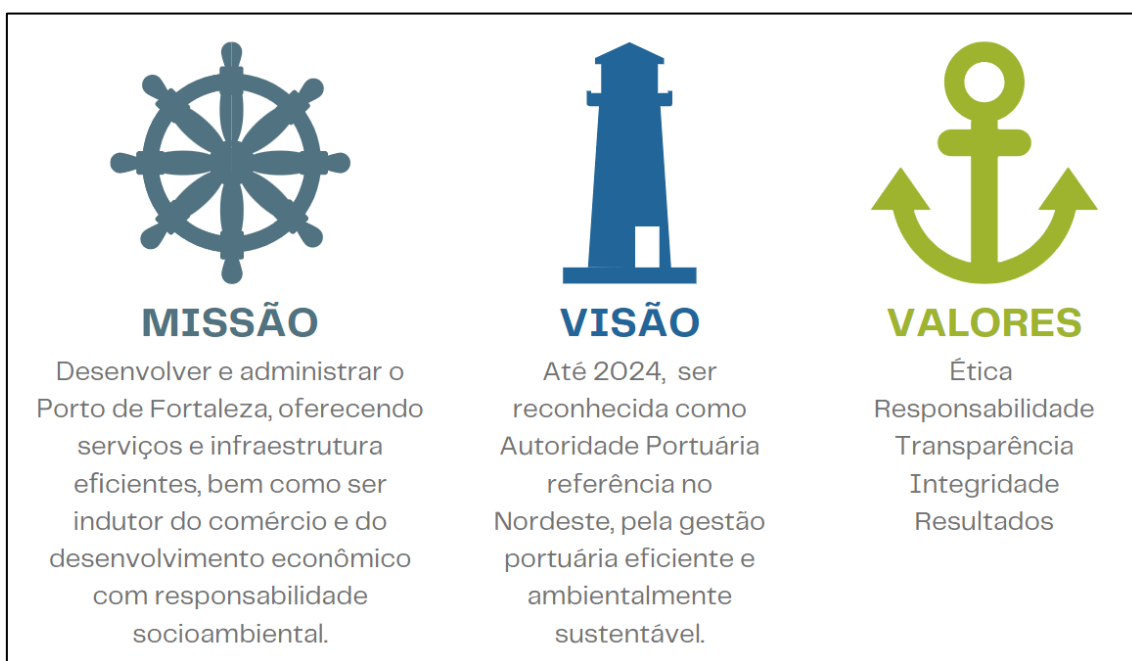 MISSÃO
Desenvolver e administrar o
Porto de Fortaleza, oferecendo
serviços e infraestrutura
eficientes, bem como ser
indutor do comércio e do
desenvolvimento econômico
com responsabilidade
socioambiental.
VISÃO
Até 2024, ser
reconhecida como
Autoridade Portuária
referência no
Nordeste, pela gestão
portuária eficiente e
ambientalmente
sustentável.
VALORES
Ética
Responsabilidade
Transparência
Integridade
Resultados